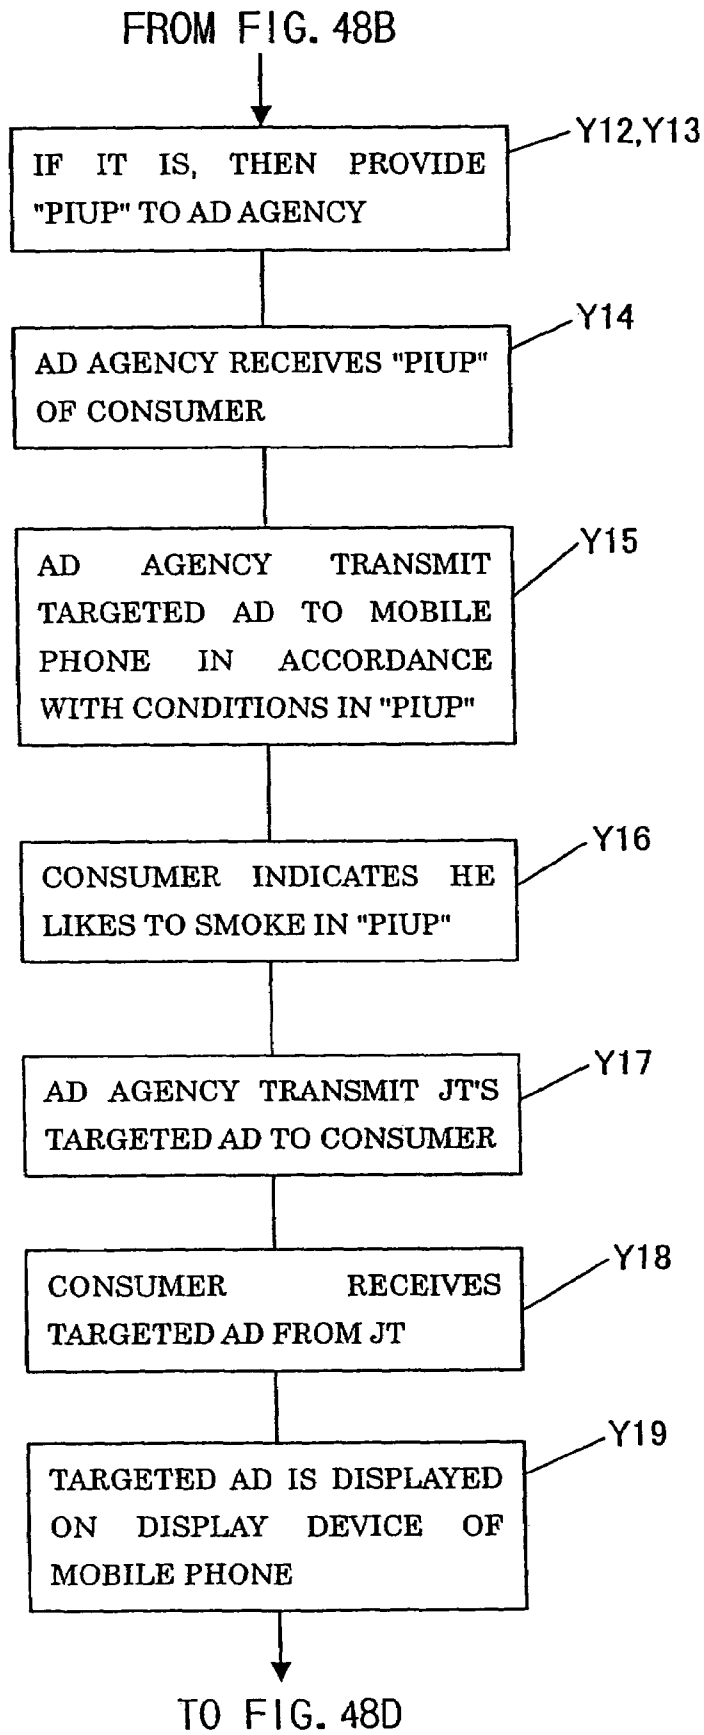 FROM FIG. 48B
Y12,Y13
IF IT IS, THEN PROVIDE
"PIUP" TO AD AGENCY
Y14
AD AGENCY RECEIVES "PIUP"
OF CONSUMER
Y15
AD AGENCY TRANSMIT
TARGETED AD TO MOBILE
PHONE IN ACCORDANCE
WITH CONDITIONS IN "PIUP"
Y16
CONSUMER INDICATES HE
LIKES TO SMOKE IN "PIUP"
Y17
AD AGENCY TRANSMIT JT'S
TARGETED AD TO CONSUMER
Y18
CONSUMER RECEIVES
TARGETED AD FROM JT
Y19
TARGETED AD IS DISPLAYED
ON DISPLAY DEVICE OF
MOBILE PHONE
TO FIG. 48D